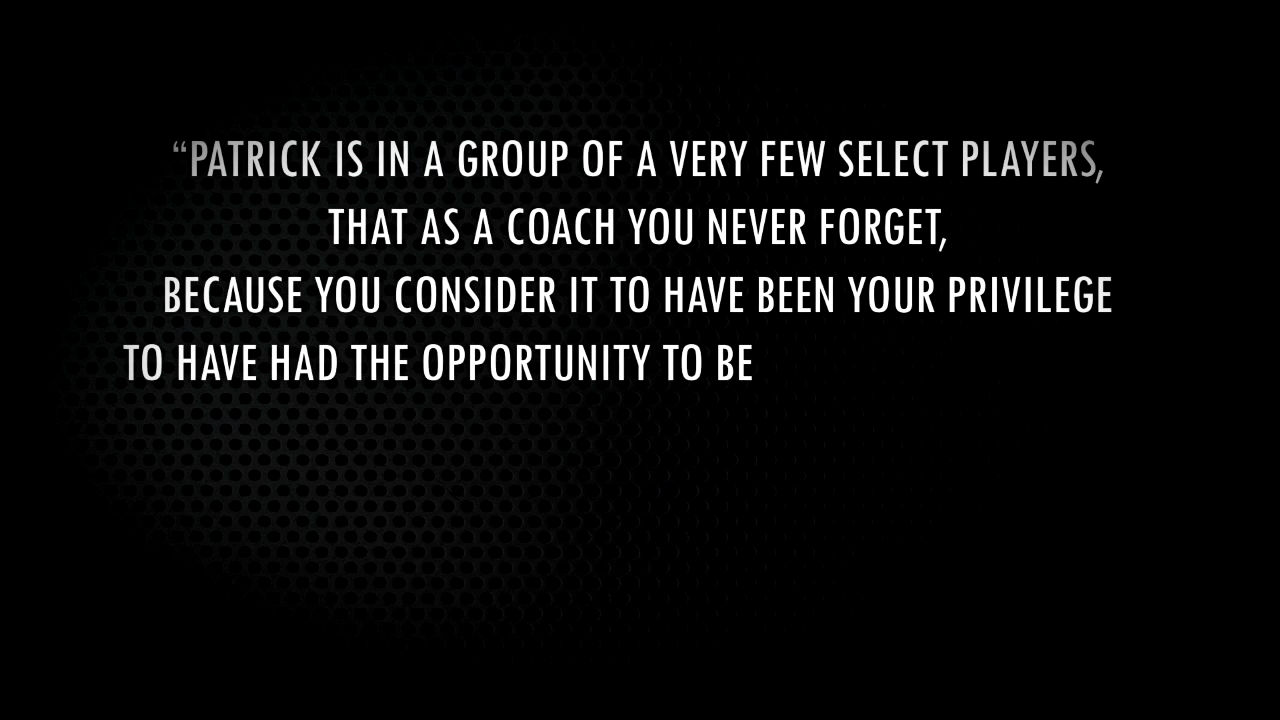 “PATRICK IS IN A GROUP OF A VERY FEW SELECT PLAYERS,
THAT AS A COACH YOU NEVER FORGET,
BECAUSE YOU CONSIDER IT TO HAVE BEEN YOUR PRIVILEGE
TO HAVE HAD THE OPPORTUNITY TO BE